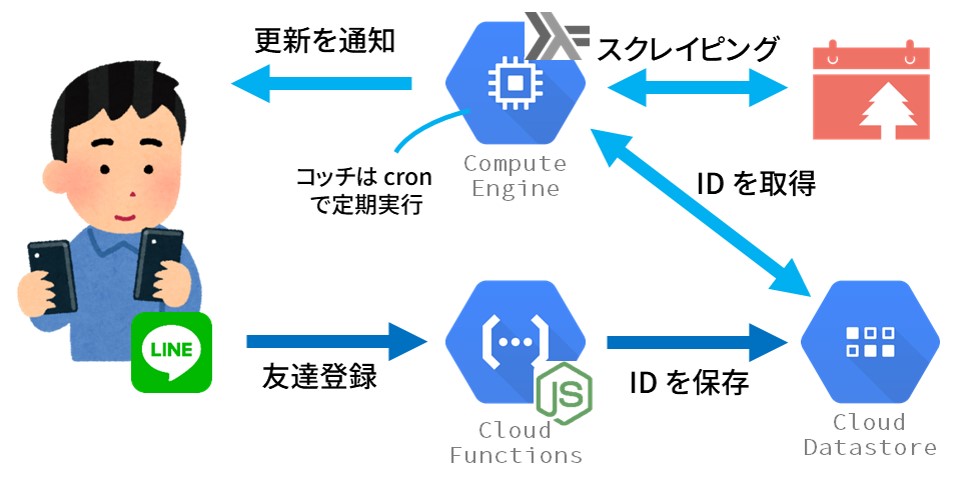 更新を通知
スクレイピング
Compute
Engine
コッチは cron
で定期実行
ID を取得
LINE
友達登録
JS
ID を保存
Cloud
Functions
Cloud
Datastore